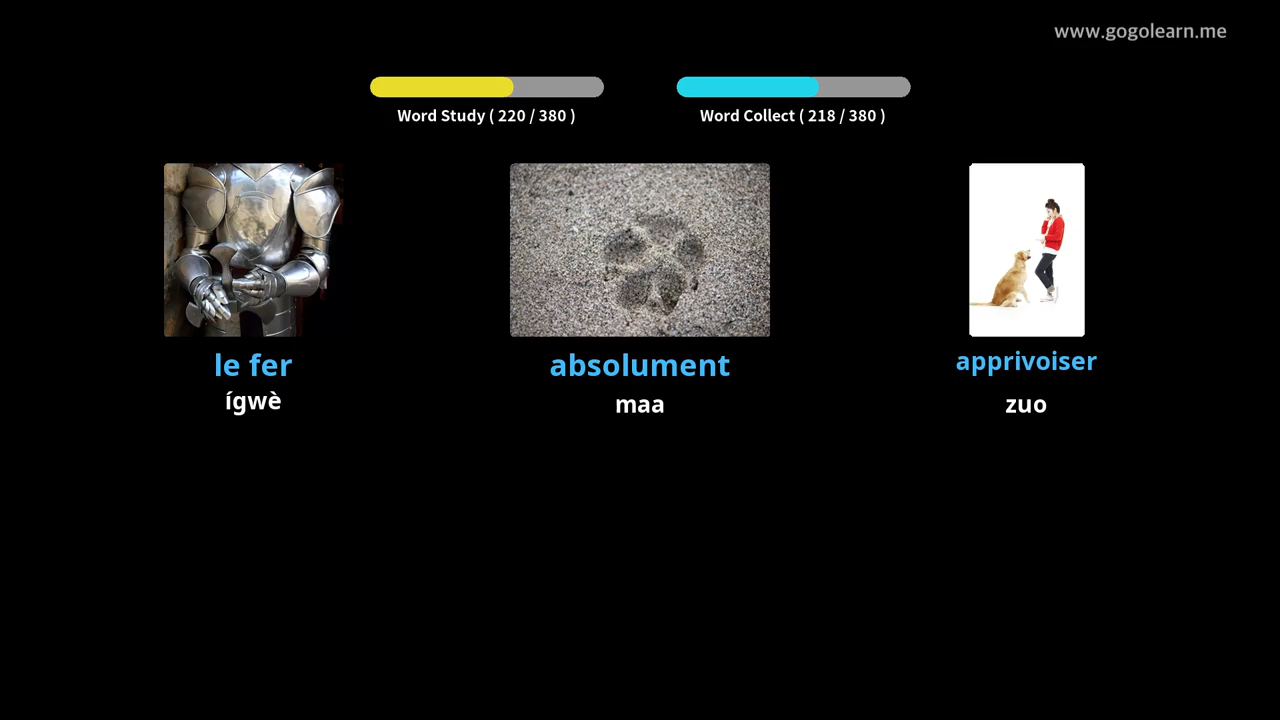 www.gogolearn.me
Word Study ( 220 / 380 )
Word Collect ( 218 / 380 )
le fer
absolument
apprivoiser
ígwè
maa
zuo